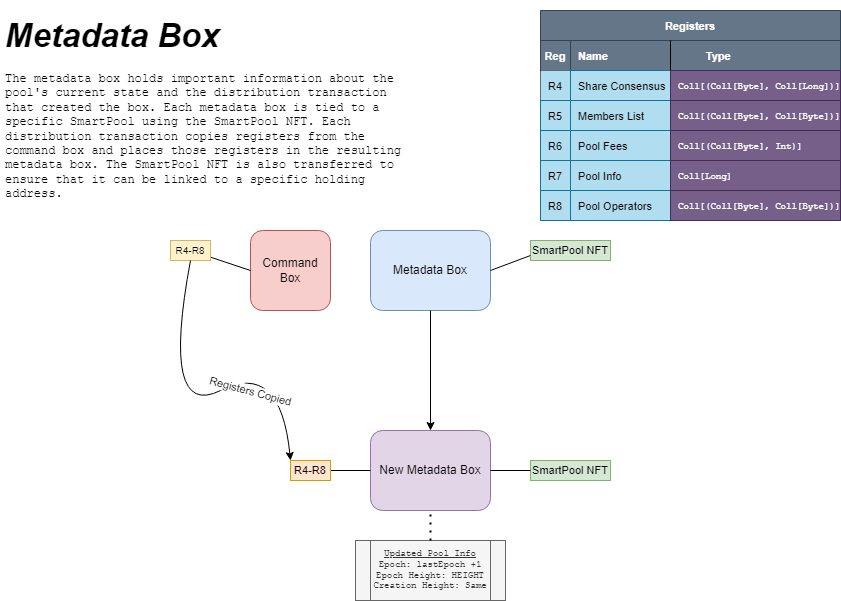 Metadata Box
The metadata box holds important information about the
pool's current state and the distribution transaction
that created the box. Each metadata box is tied to a
specific SmartPool using the SmartPool NFT. Each
distribution transaction copies registers from the
command box and places those registers in the resulting
metadata box. The SmartPool NFT is also transferred to
ensure that it can be linked to a specific holding
address.
Registers
Reg Name Type
R4 Share Consensus Coll[(Coll[Byte], Coll[Long])]
R5 Members List Coll[(Coll[Byte], Coll[Byte])]
R6 Pool Fees Coll[(Coll[Byte], Int)]
R7 Pool Info Coll[Long]
R8 Pool Operators Coll[(Coll[Byte], Coll[Byte])]
R4-R8
Command
Box
Metadata Box
SmartPool NFT
Registers Copied
R4-R8
New Metadata Box
SmartPool NFT
Updated Pool Info
Epoch: lastEpoch +1
Epoch Height: HEIGHT
Creation Height: Same